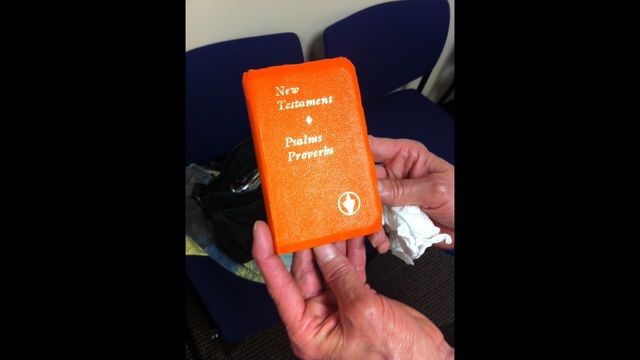 New
Testament
Psalms
Proverbs